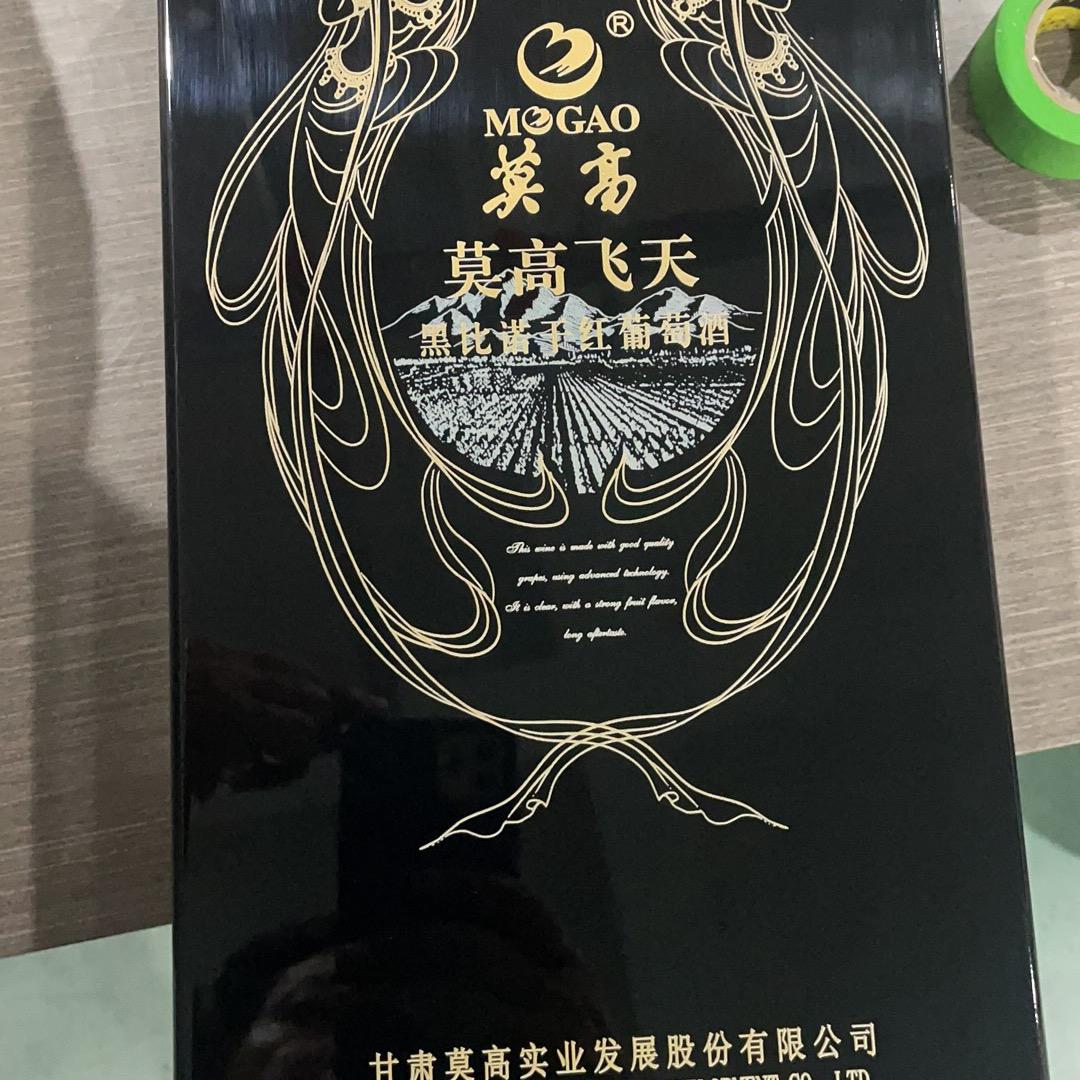 ®
MOGAO
莫高
莫高飞天
黑比诺干红葡萄酒
This wine is made with good quality
grapes, using advanced technology.
It is clear, with a strong fruit flavor,
long aftertaste.
甘肃莫高实业发展股份有限公司
CO., LTD